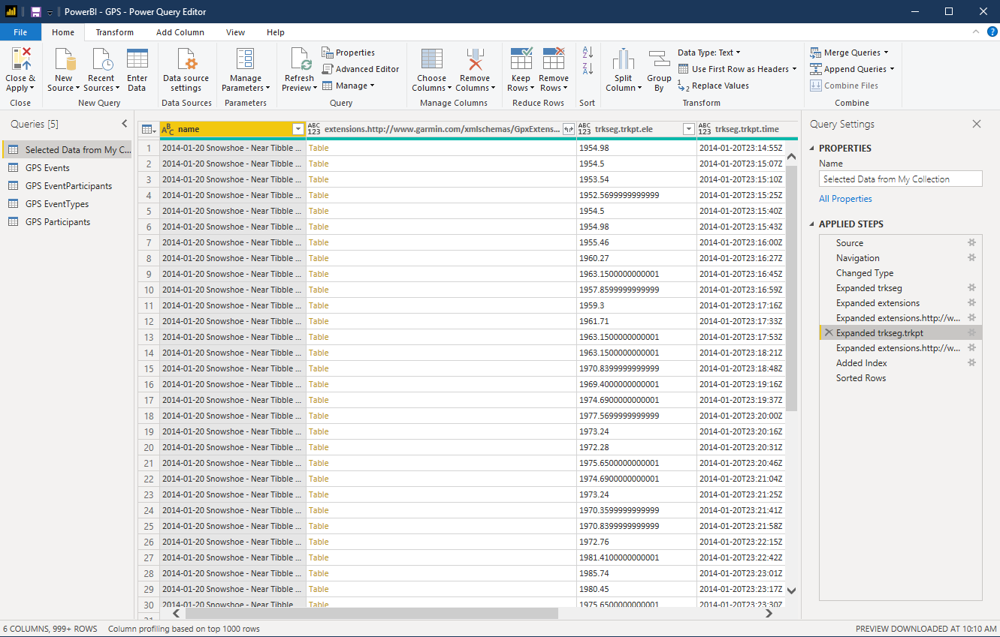 PowerBI - GPS - Power Query Editor
File Home Transform Add Column View Help
Close & Apply
Close
New Source
Recent Sources
Enter Data
New Query
Data source settings
Data Sources
Manage Parameters
Parameters
Refresh Preview
Properties
Advanced Editor
Manage
Query
Choose Columns
Remove Columns
Manage Columns
Keep Rows
Remove Rows
Reduce Rows
A Z
Z A
Sort
Split Column
Group By
Data Type: Text
Use First Row as Headers
1 2 Replace Values
Transform
Merge Queries
Append Queries
Combine Files
Combine
Queries [5]
Selected Data from My C...
GPS Events
GPS EventParticipants
GPS EventTypes
GPS Participants
ABC name ABC 123 extensions.http://www.garmin.com/xmlschemas/GpxExtens... ABC 123 trkseg.trkpt.ele ABC 123 trkseg.trkpt.time
1 2014-01-20 Snowshoe - Near Tibble ... Table 1954.98 2014-01-20T23:14:55Z
2 2014-01-20 Snowshoe - Near Tibble ... Table 1954.5 2014-01-20T23:15:07Z
3 2014-01-20 Snowshoe - Near Tibble ... Table 1953.54 2014-01-20T23:15:10Z
4 2014-01-20 Snowshoe - Near Tibble ... Table 1952.5699999999999 2014-01-20T23:15:25Z
5 2014-01-20 Snowshoe - Near Tibble ... Table 1954.5 2014-01-20T23:15:40Z
6 2014-01-20 Snowshoe - Near Tibble ... Table 1954.98 2014-01-20T23:15:43Z
7 2014-01-20 Snowshoe - Near Tibble ... Table 1955.46 2014-01-20T23:16:00Z
8 2014-01-20 Snowshoe - Near Tibble ... Table 1960.27 2014-01-20T23:16:27Z
9 2014-01-20 Snowshoe - Near Tibble ... Table 1963.1500000000001 2014-01-20T23:16:45Z
10 2014-01-20 Snowshoe - Near Tibble ... Table 1957.8599999999999 2014-01-20T23:16:59Z
11 2014-01-20 Snowshoe - Near Tibble ... Table 1959.3 2014-01-20T23:17:16Z
12 2014-01-20 Snowshoe - Near Tibble ... Table 1961.71 2014-01-20T23:17:33Z
13 2014-01-20 Snowshoe - Near Tibble ... Table 1963.1500000000001 2014-01-20T23:17:53Z
14 2014-01-20 Snowshoe - Near Tibble ... Table 1963.1500000000001 2014-01-20T23:18:21Z
15 2014-01-20 Snowshoe - Near Tibble ... Table 1970.8399999999999 2014-01-20T23:18:48Z
16 2014-01-20 Snowshoe - Near Tibble ... Table 1969.4000000000001 2014-01-20T23:19:16Z
17 2014-01-20 Snowshoe - Near Tibble ... Table 1974.6900000000001 2014-01-20T23:19:37Z
18 2014-01-20 Snowshoe - Near Tibble ... Table 1977.5699999999999 2014-01-20T23:20:00Z
19 2014-01-20 Snowshoe - Near Tibble ... Table 1973.24 2014-01-20T23:20:16Z
20 2014-01-20 Snowshoe - Near Tibble ... Table 1972.28 2014-01-20T23:20:31Z
21 2014-01-20 Snowshoe - Near Tibble ... Table 1975.6500000000001 2014-01-20T23:20:46Z
22 2014-01-20 Snowshoe - Near Tibble ... Table 1974.6900000000001 2014-01-20T23:21:04Z
23 2014-01-20 Snowshoe - Near Tibble ... Table 1973.24 2014-01-20T23:21:25Z
24 2014-01-20 Snowshoe - Near Tibble ... Table 1970.3599999999999 2014-01-20T23:21:41Z
25 2014-01-20 Snowshoe - Near Tibble ... Table 1970.8399999999999 2014-01-20T23:21:58Z
26 2014-01-20 Snowshoe - Near Tibble ... Table 1972.76 2014-01-20T23:22:15Z
27 2014-01-20 Snowshoe - Near Tibble ... Table 1981.4100000000001 2014-01-20T23:22:42Z
28 2014-01-20 Snowshoe - Near Tibble ... Table 1985.74 2014-01-20T23:23:01Z
29 2014-01-20 Snowshoe - Near Tibble ... Table 1980.45 2014-01-20T23:23:17Z
30 2014-01-20 Snowshoe - Near Tibble ... Table 1975.6500000000001 2014-01-20T23:23:30Z
Query Settings
PROPERTIES
Name
Selected Data from My Collection
All Properties
APPLIED STEPS
Source
Navigation
Changed Type
Expanded trkseg
Expanded extensions
Expanded extensions.http://w...
Expanded trkseg.trkpt
Expanded extensions.http://w...
Added Index
Sorted Rows
6 COLUMNS, 999+ ROWS Column profiling based on top 1000 rows PREVIEW DOWNLOADED AT 10:10 AM